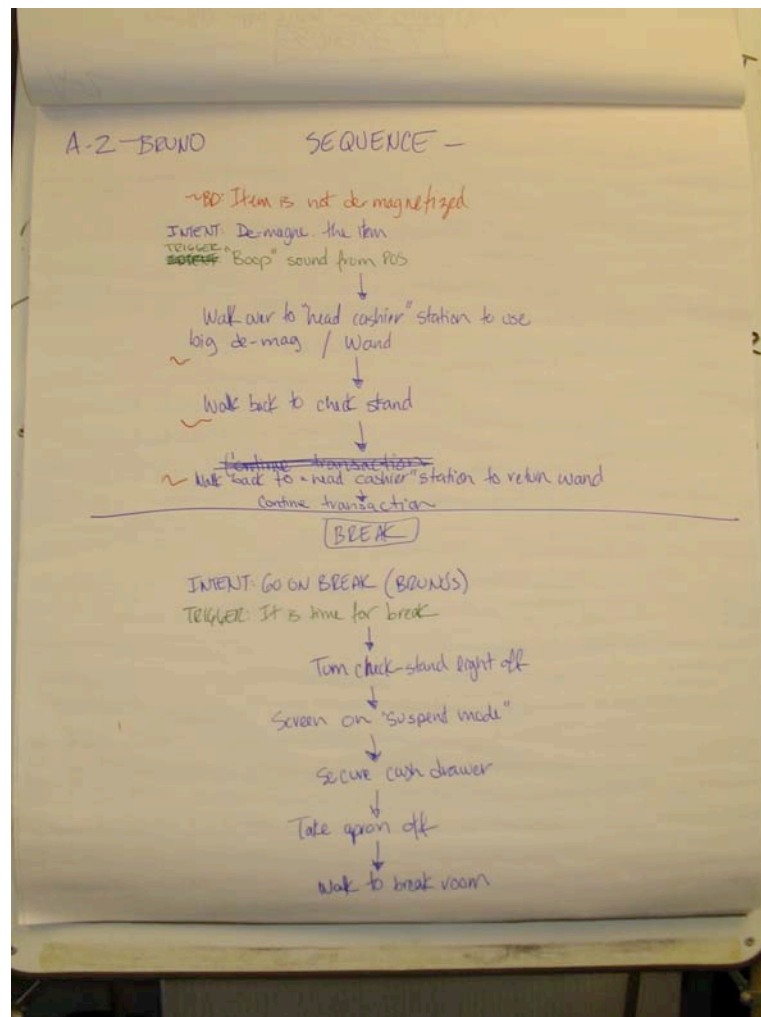 A-2-BRUNO SEQUENCE -
BD: Item is not de magnetized
INTENT: De-magne. the item
TRIGGER: "Boop" sound from POS
Walk over to "head cashier" station to use
big de-mag / Wand
Walk back to check stand
Continue transaction
Walk back to "head cashier" station to return wand
Contine transaction
BREAK
INTENT: GO ON BREAK (BRUNO'S)
TRIGGER: It is time for break
Turn check-stand light off
Screen on "suspend mode"
Secure cash drawer
Take apron off
Walk to break room